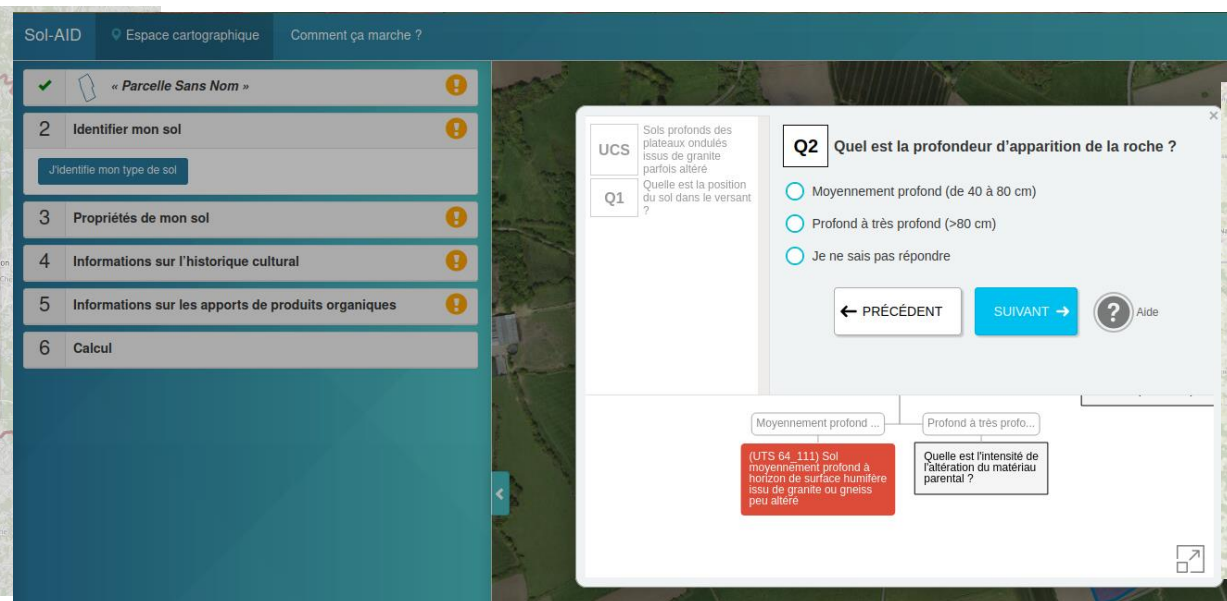 Sol-AID
Espace cartographique
Comment ça marche ?
« Parcelle Sans Nom »
2 Identifier mon sol
J'identifie mon type de sol
3 Propriétés de mon sol
4 Informations sur l'historique cultural
5 Informations sur les apports de produits organiques
6 Calcul
UCS
Sols profonds des
plateaux ondulés
issus de granite
parfois altéré
Q1
Quelle est la position
du sol dans le versant
?
Q2 Quel est la profondeur d'apparition de la roche ?
Moyennement profond (de 40 à 80 cm)
Profond à très profond (>80 cm)
Je ne sais pas répondre
PRÉCÉDENT
SUIVANT
? Aide
Moyennement profond ...
Profond à très profo...
(UTS 64_111) Sol
moyennement profond à
horizon de surface humifère
issu de granite ou gneiss
peu altéré
Quelle est l'intensité de
l'altération du matériau
parental ?